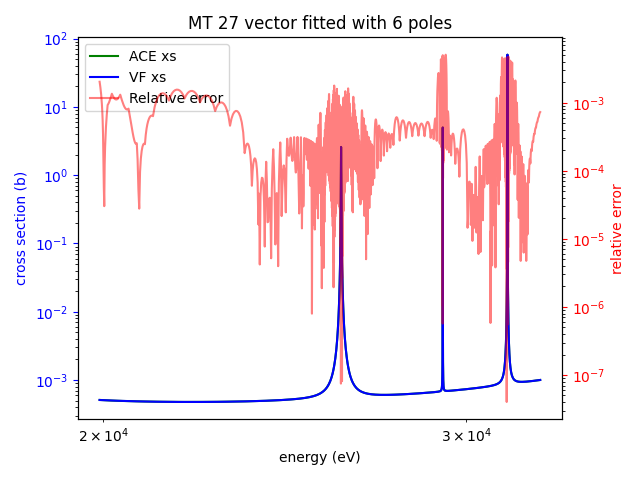 MT 27 vector fitted with 6 poles
ACE xs
VF xs
Relative error
cross section (b)
10²
10¹
10⁰
10⁻¹
10⁻²
10⁻³
relative error
10⁻³
10⁻⁴
10⁻⁵
10⁻⁶
10⁻⁷
2 × 10⁴
3 × 10⁴
energy (eV)